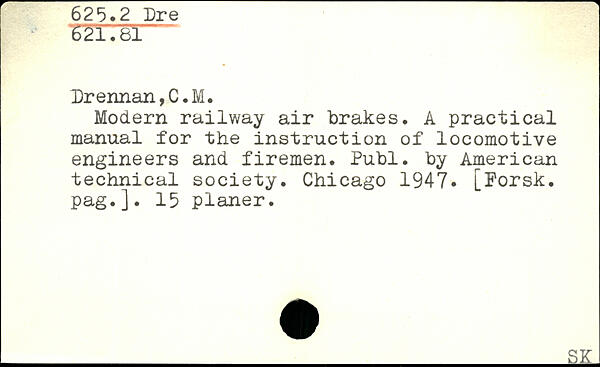 625.2 Dre
621.81
Drennan,C.M.
Modern railway air brakes. A practical
manual for the instruction of locomotive
engineers and firemen. Publ. by American
technical society. Chicago 1947. [Forsk.
pag.]. 15 planer.
SK